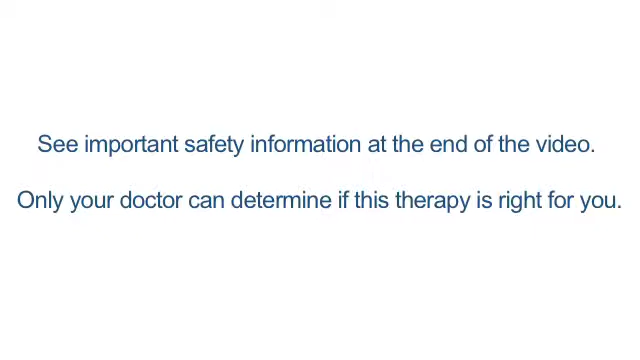 See important safety information at the end of the video.
Only your doctor can determine if this therapy is right for you.